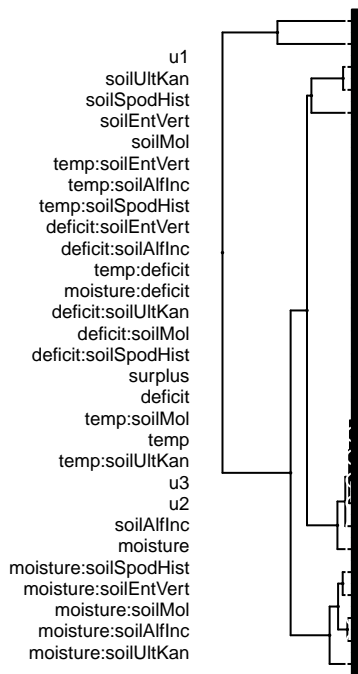 u1
soilUltKan
soilSpodHist
soilEntVert
soilMol
temp:soilEntVert
temp:soilAlfInc
temp:soilSpodHist
deficit:soilEntVert
deficit:soilAlfInc
temp:deficit
moisture:deficit
deficit:soilUltKan
deficit:soilMol
deficit:soilSpodHist
surplus
deficit
temp:soilMol
temp
temp:soilUltKan
u3
u2
soilAlfInc
moisture
moisture:soilSpodHist
moisture:soilEntVert
moisture:soilMol
moisture:soilAlfInc
moisture:soilUltKan